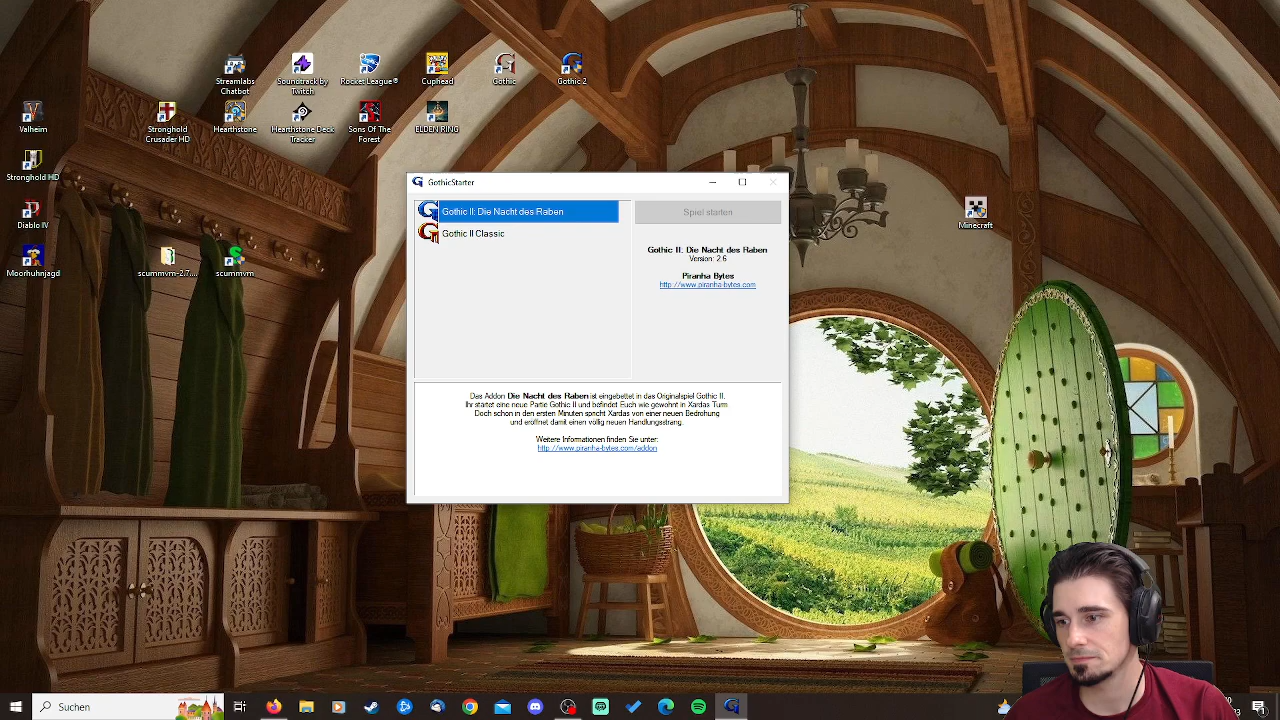 Streamlabs Chatbot
Soundtrack by Twitch
Rocket League®
Cuphead
Gothic
Gothic 2
Valheim
Stronghold Crusader HD
Hearthstone
Hearthstone Deck Tracker
Sons Of The Forest
ELDEN RING
Stronghold HD
Diablo IV
Moorhuhnjagd
scummvm-2.7....
scummvm
Minecraft
GothicStarter
Gothic II: Die Nacht des Raben
Gothic II Classic
Spiel starten
Gothic II: Die Nacht des Raben
Version: 2.6
Piranha Bytes
http://www.piranha-bytes.com
Das Addon Die Nacht des Raben ist eingebettet in das Originalspiel Gothic II.
Ihr startet eine neue Partie Gothic II und befindet Euch wie gewohnt in Xardas Turm.
Doch schon in den ersten Minuten spricht Xardas von einer neuen Bedrohung
und eröffnet damit einen völlig neuen Handlungsstrang.
Weitere Informationen finden Sie unter:
http://www.piranha-bytes.com/addon
Suchen